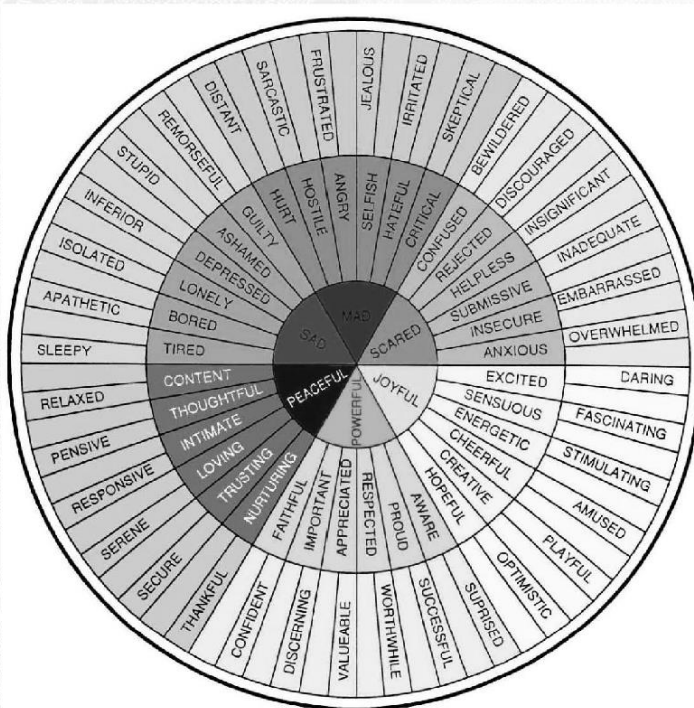 MAD
SCARED
JOYFUL
POWERFUL
PEACEFUL
SAD
HURT
HOSTILE
ANGRY
SELFISH
HATEFUL
CRITICAL
CONFUSED
REJECTED
HELPLESS
SUBMISSIVE
INSECURE
ANXIOUS
EXCITED
SENSUOUS
ENERGETIC
CHEERFUL
CREATIVE
HOPEFUL
AWARE
PROUD
RESPECTED
APPRECIATED
IMPORTANT
FAITHFUL
NURTURING
TRUSTING
LOVING
INTIMATE
THOUGHTFUL
CONTENT
TIRED
BORED
LONELY
DEPRESSED
ASHAMED
GUILTY
DISTANT
SARCASTIC
FRUSTRATED
JEALOUS
IRRITATED
SKEPTICAL
BEWILDERED
DISCOURAGED
INSIGNIFICANT
INADEQUATE
EMBARRASSED
OVERWHELMED
DARING
FASCINATING
STIMULATING
AMUSED
PLAYFUL
OPTIMISTIC
SUPRISED
SUCCESSFUL
WORTHWHILE
VALUEABLE
DISCERNING
CONFIDENT
THANKFUL
SECURE
SERENE
RESPONSIVE
PENSIVE
RELAXED
SLEEPY
APATHETIC
ISOLATED
INFERIOR
STUPID
REMORSEFUL